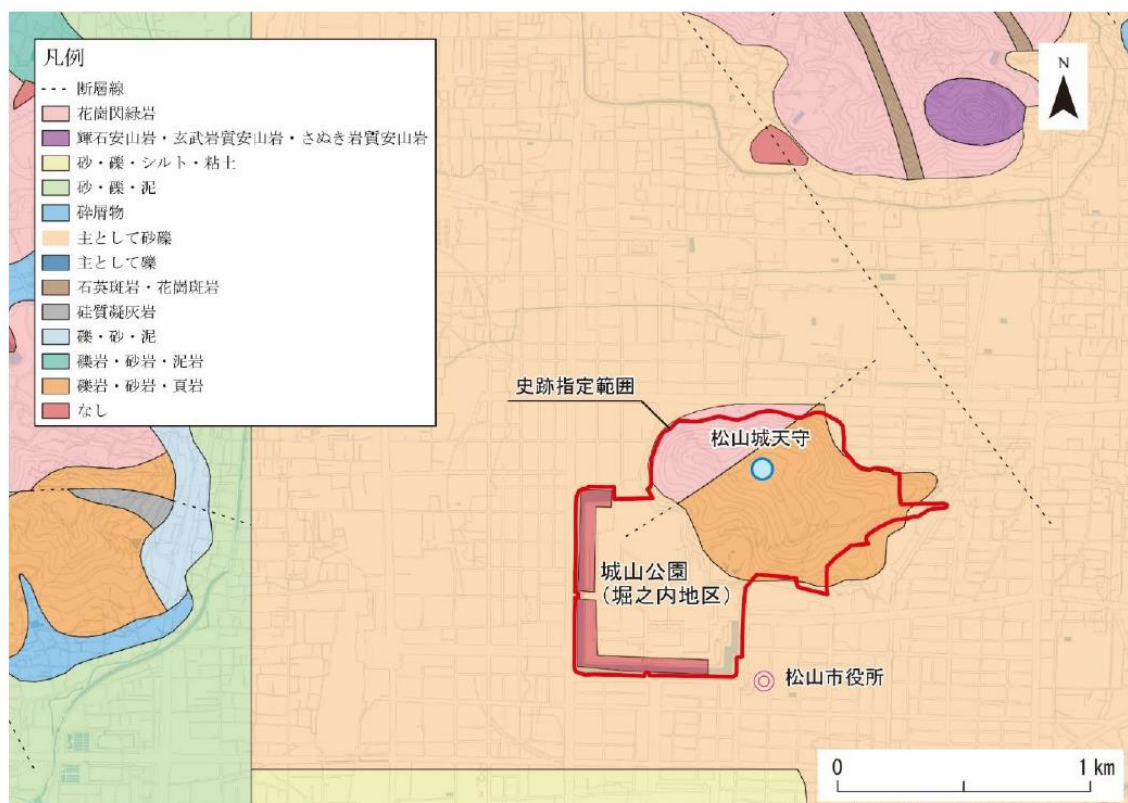 凡例
断層線
花崗閃緑岩
輝石安山岩・玄武岩質安山岩・さぬき岩質安山岩
砂・礫・シルト・粘土
砂・礫・泥
砕屑物
主として砂礫
主として礫
石英斑岩・花崗斑岩
珪質凝灰岩
礫・砂・泥
礫岩・砂岩・泥岩
礫岩・砂岩・頁岩
なし
N
史跡指定範囲
松山城天守
城山公園
（堀之内地区）
松山市役所
0 1 km